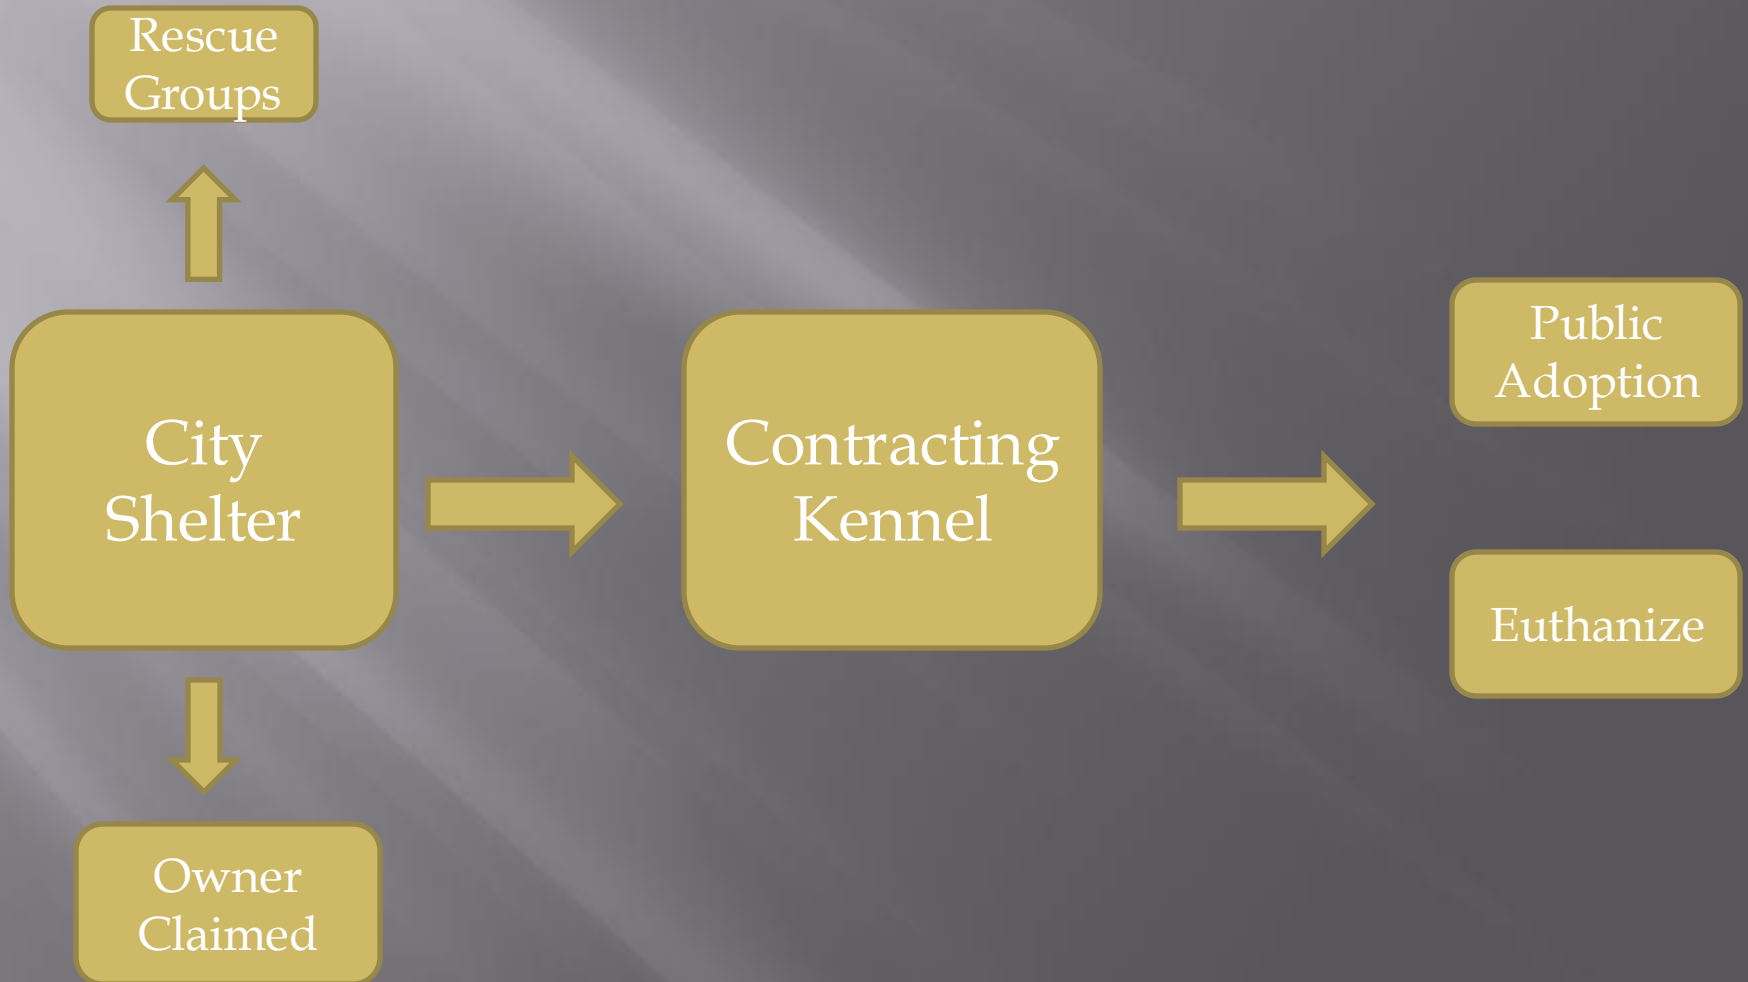 Rescue
Groups
City
Shelter
Contracting
Kennel
Public
Adoption
Euthanize
Owner
Claimed